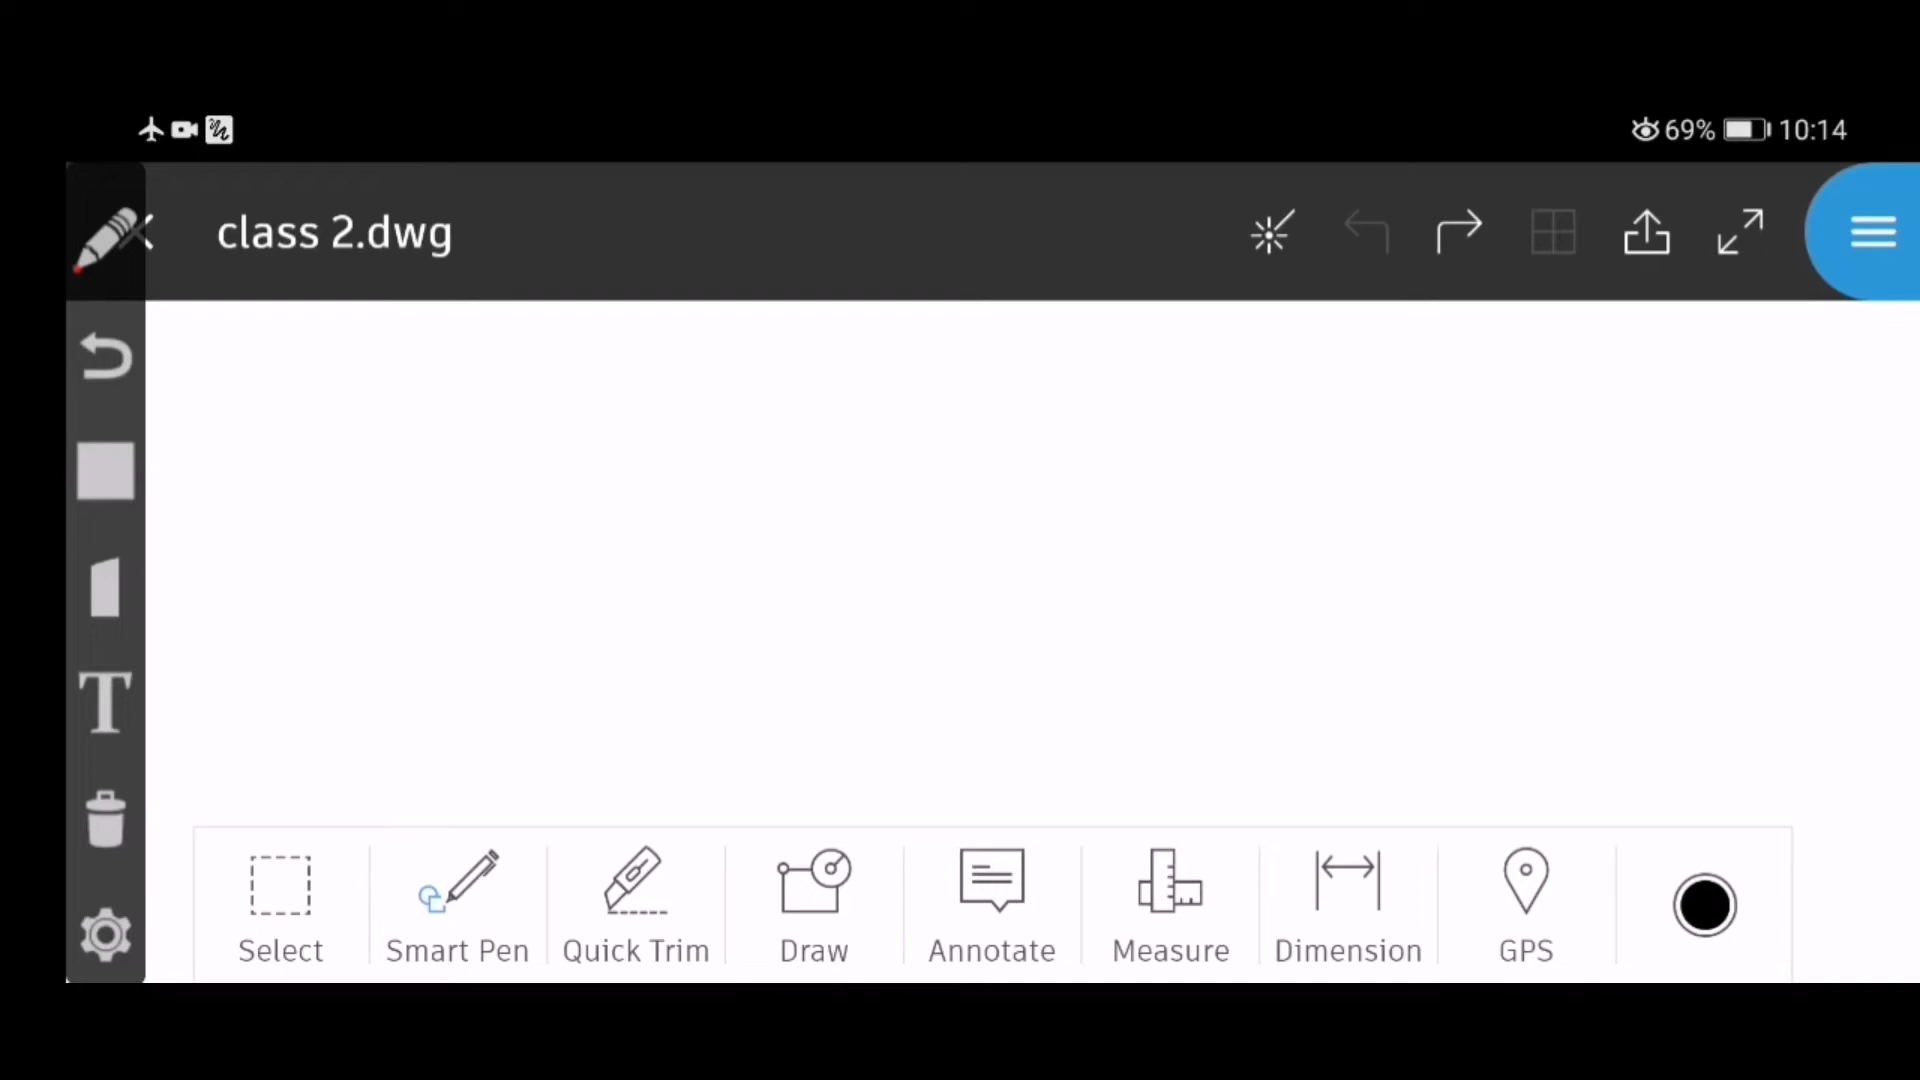 69% 10:14
class 2.dwg
T
Select Smart Pen Quick Trim Draw Annotate Measure Dimension GPS